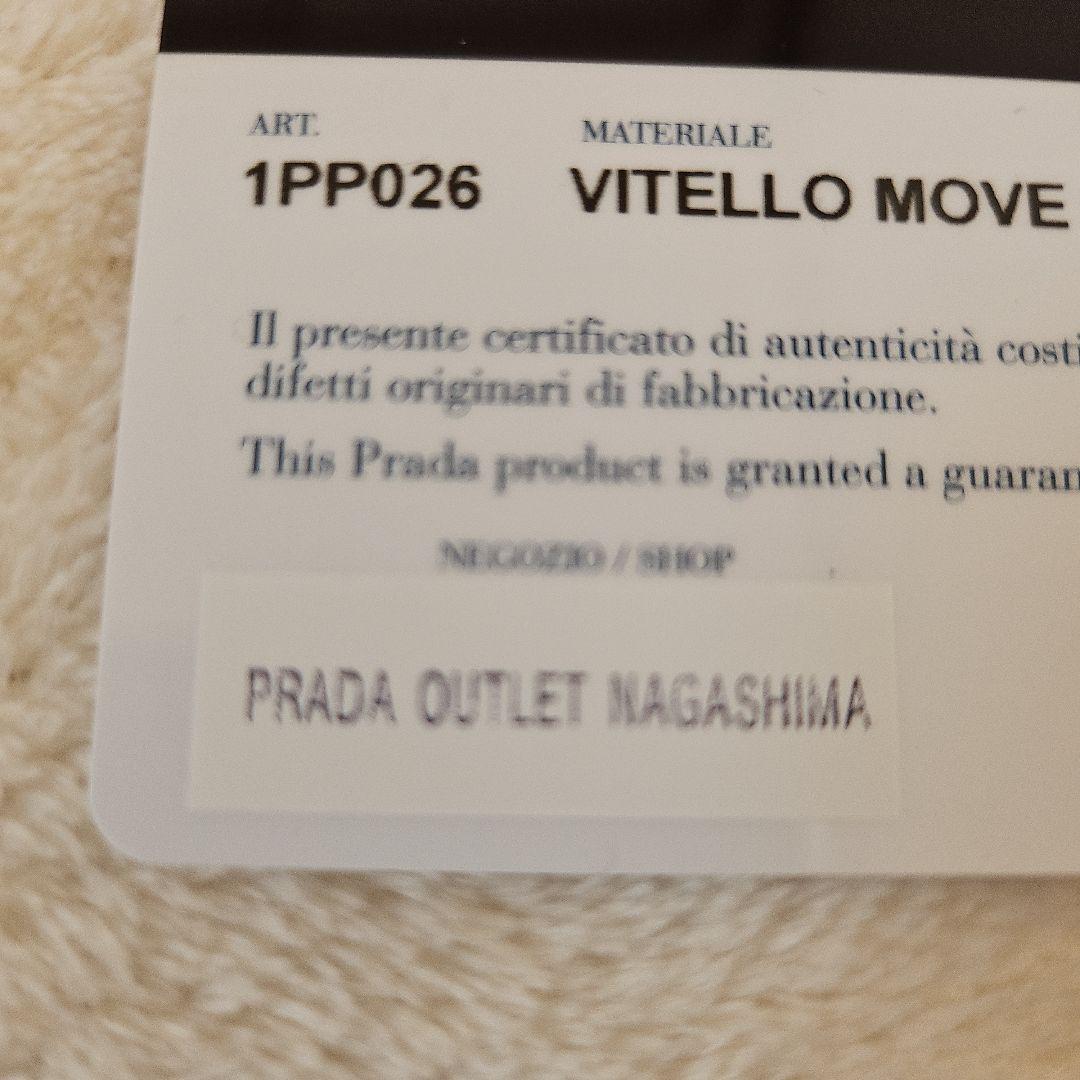 ART. MATERIALE
1PP026 VITELLO MOVE
Il presente certificato di autenticità costi
difetti originari di fabbricazione.
This Prada product is granted a guaran
NEGOZIO / SHOP
PRADA OUTLET NAGASHIMA